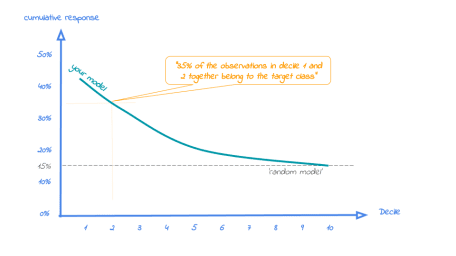 cumulative response
50%
your model
"35% of the observations in decile 1 and
2 together belong to the target class"
40%
30%
20%
15%
'random model'
10%
0%
1 2 3 4 5 6 7 8 9 10
Decile